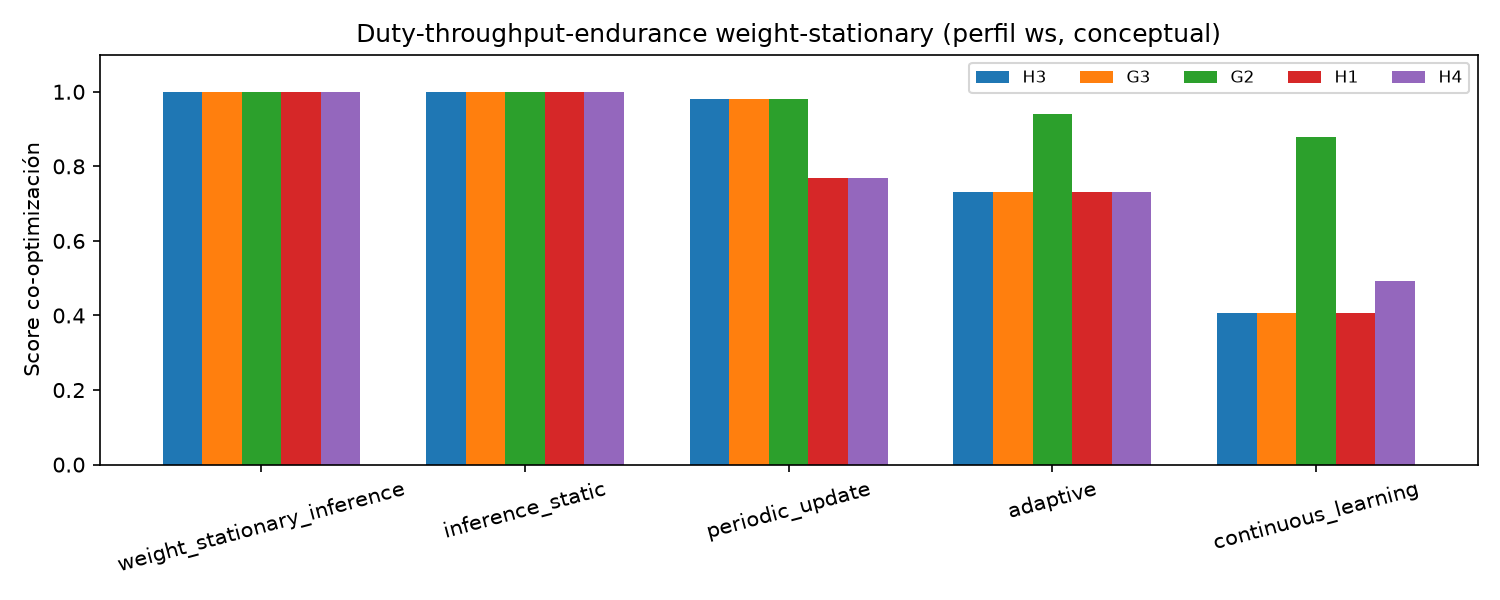 Duty-throughput-endurance weight-stationary (perfil ws, conceptual)
H3 G3 G2 H1 H4
Score co-optimización
1.0
0.8
0.6
0.4
0.2
0.0
weight_stationary_inference
inference_static
periodic_update
adaptive
continuous_learning